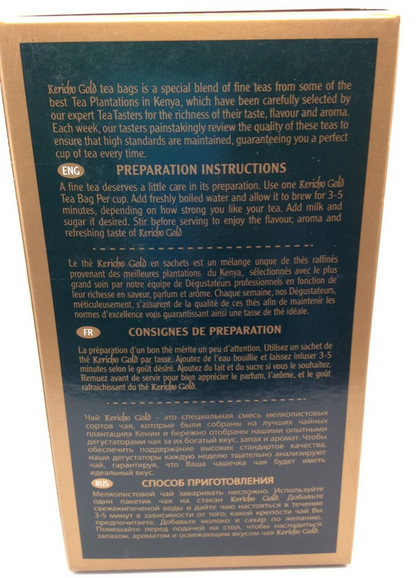 Kericho Gold tea bags is a special blend of fine teas from some of the
best Tea Plantations in Kenya, which have been carefully selected by
our expert Tea Tasters for the richness of their taste, flavour and aroma.
Each week, our tasters painstakingly review the quality of these teas to
ensure that high standards are maintained, guaranteeing you a perfect
cup of tea every time.
ENG PREPARATION INSTRUCTIONS
A fine tea deserves a little care in its preparation. Use one Kericho Gold
Tea Bag Per cup. Add freshly boiled water and allow it to brew for 3-5
minutes, depending on how strong you like your tea. Add milk and
sugar if desired. Stir before serving to enjoy the flavour, aroma and
refreshing taste of Kericho Gold
Le thé Kericho Gold en sachets est un mélange unque de thés raffinés
provenant des meilleures plantations du Kenya, sélectionnés avec le plus
grand soin par notre équipe de Dégustateurs professionnels en fonction de
leur richesse en saveur, parfum et arôme. Chaque semaine, nos Dégustateurs,
méticuleusement, s'assurent de la qualité de ces thés afin de maintenir les
normes d'excellence vois guarantissant ainsi une tasse de thé idéale.
FR CONSIGNES DE PREPARATION
La préparation d'un bon thé mérite un peu d'attention. Utilisez un sachet de
thé Kericho Gold par tasse. Ajoutez de l'eau bouillie et laissez infuser 3-5
minutes selon le goût désiré. Ajoutez du lait et du sucre si vous le souhaitez.
Remuez avant de servir pour bien apprécier le parfum, l'arôme, et le goût
rafraichissant du thé Kericho Gold.
Чай Kericho Gold - это специальная смесь мелколистовых
сортов чая, которые были собраны на лучших чайных
плантациях Кении и бережно отобраны нашими опытными
дегустаторами чая за их богатый вкус, запах и аромат. Чтобы
обеспечить поддержание высоких стандартов качества,
наши дегустаторы каждую неделю тщательно анализируют
чай, гарантируя, что Ваша чашечка чая будет иметь
идеальный вкус.
RUS СПОСОБ ПРИГОТОВЛЕНИЯ
Мелколистовой чай заваривать несложно. Используйте
один пакетик чая на стакан Kericho Gold. Добавьте
свежекипяченой воды и дайте чаю настояться в течение
3-5 минут в зависимости от того, какой крепости чай Вы
предпочитаете. Добавьте молоко и сахар по желанию.
Помешайте перед подачей на стол, чтобы насладиться
запахом, ароматом и освежающим вкусом чая Kericho Gold.